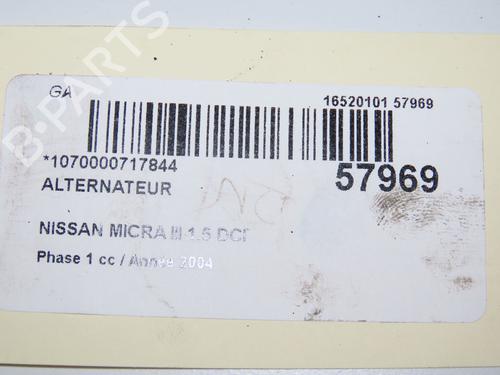 B-PARTS
GA
16520101 57969
*1070000717844
57969
ALTERNATEUR
NISSAN MICRA III 1.5 DCI
Phase 1 cc / Année 2004